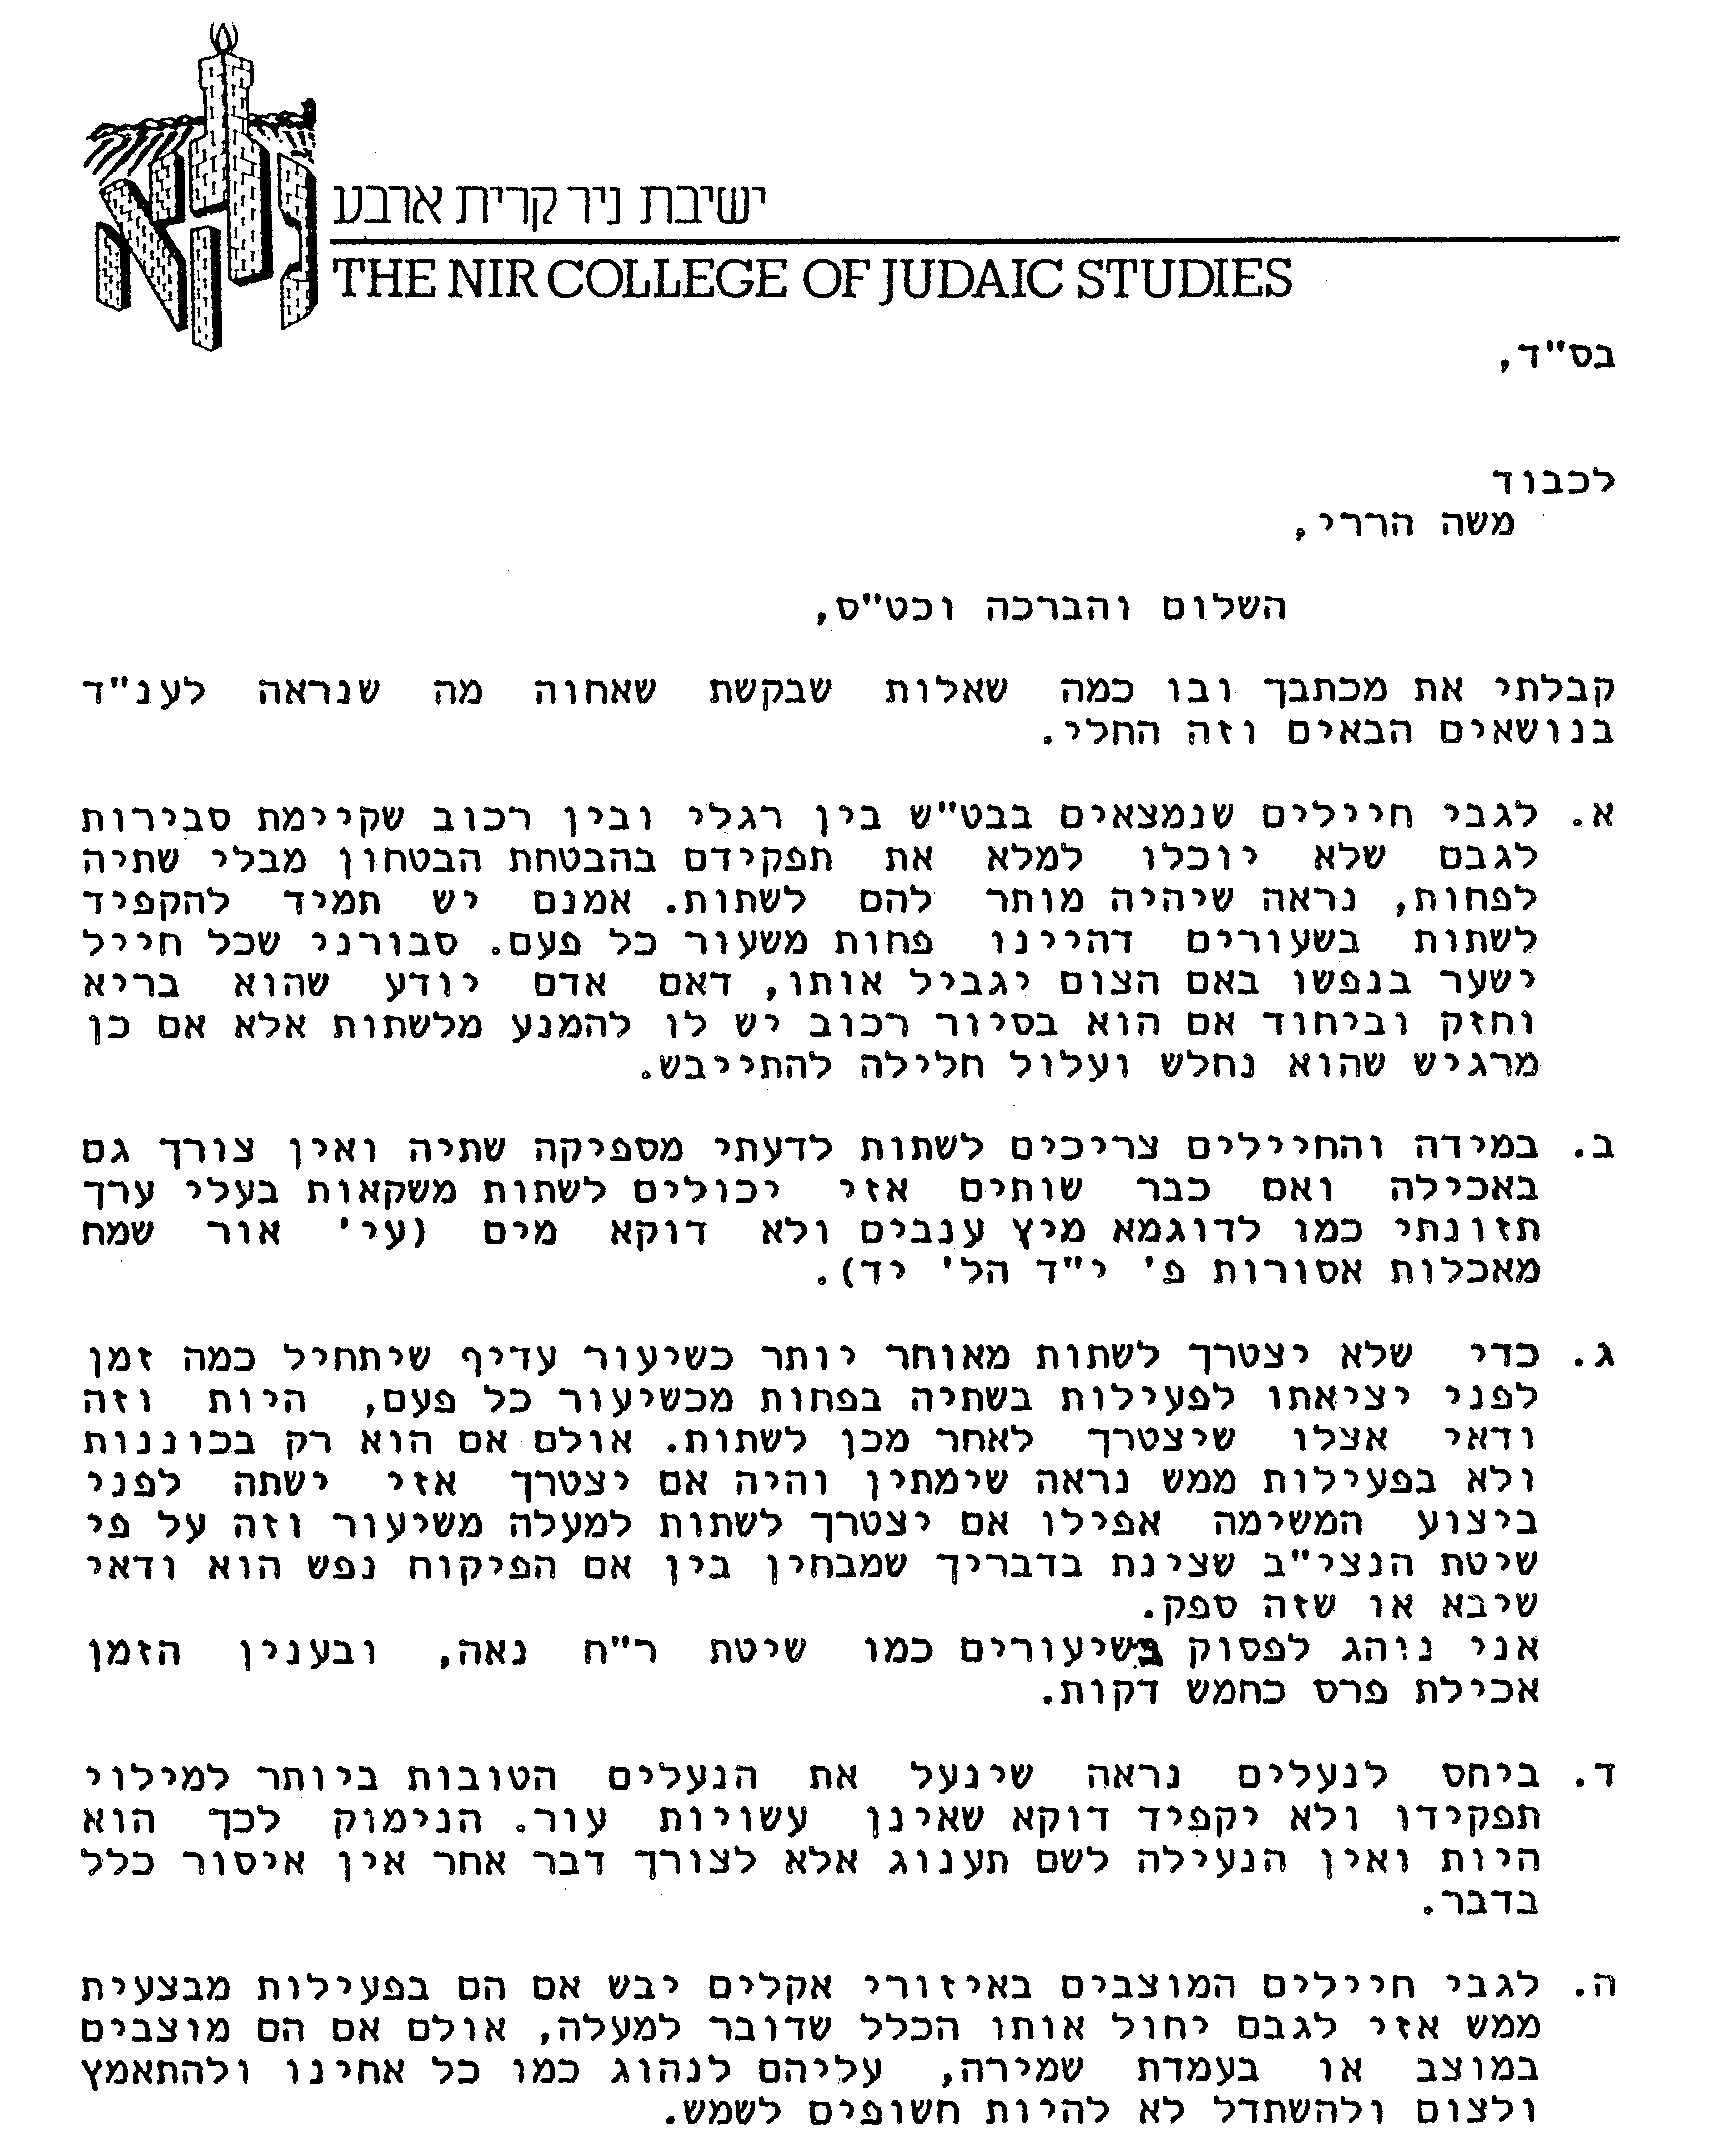 ישיבת ניר קרית ארבע
THE NIR COLLEGE OF JUDAIC STUDIES
בס"ד,
לכבוד
משה הררי,
השלום והברכה וכט"ס,
קבלתי את מכתבך ובו כמה שאלות שבקשת שאחוה מה שנראה לענ"ד
בנושאים הבאים וזה החלי.
א. לגבי חיילים שנמצאים בבט"ש בין רגלי ובין רכוב שקיימת סבירות
לגבם שלא יוכלו למלא את תפקידם בהבטחת הבטחון מבלי שתיה
לפחות, נראה שיהיה מותר להם לשתות. אמנם יש תמיד להקפיד
לשתות בשעורים דהיינו פחות משעור כל פעם. סבורני שכל חייל
ישער בנפשו באם הצום יגביל אותו, דאם אדם יודע שהוא בריא
וחזק וביחוד אם הוא בסיור רכוב יש לו להמנע מלשתות אלא אם כן
מרגיש שהוא נחלש ועלול חלילה להתייבש.
ב. במידה והחיילים צריכים לשתות לדעתי מספיקה שתיה ואין צורך גם
באכילה ואם כבר שותים אזי יכולים לשתות משקאות בעלי ערך
תזונתי כמו לדוגמא מיץ ענבים ולא דוקא מים (עי' אור שמח
מאכלות אסורות פ' י"ד הל' יד).
ג. כדי שלא יצטרך לשתות מאוחר יותר כשיעור עדיף שיתחיל כמה זמן
לפני יציאתו לפעילות בשתיה בפחות מכשיעור כל פעם, היות וזה
ודאי אצלו שיצטרך לאחר מכן לשתות. אולם אם הוא רק בכוננות
ולא בפעילות ממש נראה שימתין והיה אם יצטרך אזי ישתה לפני
ביצוע המשימה אפילו אם יצטרך לשתות למעלה משיעור וזה על פי
שיטת הנצי"ב שצינת בדבריך שמבחין בין אם הפיקוח נפש הוא ודאי
שיבא או שזה ספק.
אני נוהג לפסוק בשיעורים כמו שיטת ר"ח נאה, ובענין הזמן
אכילת פרס כחמש דקות.
ד. ביחס לנעלים נראה שינעל את הנעלים הטובות ביותר למילוי
תפקידו ולא יקפיד דוקא שאינן עשויות עור. הנימוק לכך הוא
היות ואין הנעילה לשם תענוג אלא לצורך דבר אחר אין איסור כלל
בדבר.
ה. לגבי חיילים המוצבים באיזורי אקלים יבש אם הם בפעילות מבצעית
ממש אזי לגבם יחול אותו הכלל שדובר למעלה, אולם אם הם מוצבים
במוצב או בעמדת שמירה, עליהם לנהוג כמו כל אחינו ולהתאמץ
ולצום ולהשתדל לא להיות חשופים לשמש.